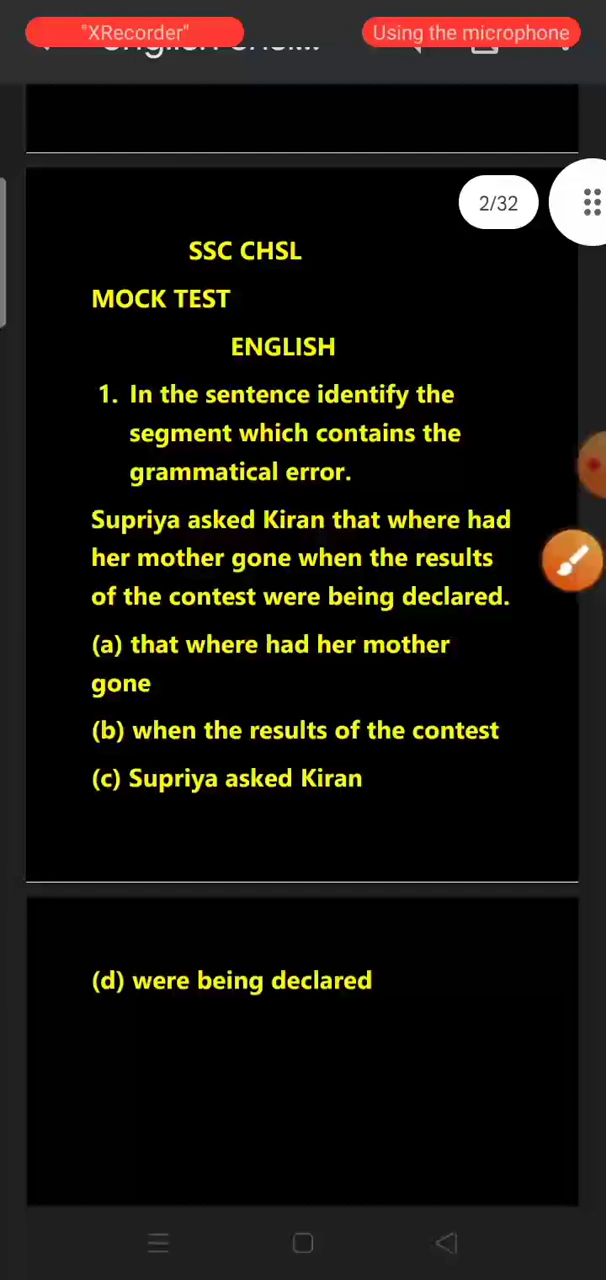 "XRecorder"
Using the microphone
2/32
SSC CHSL
MOCK TEST
ENGLISH
1. In the sentence identify the
segment which contains the
grammatical error.
Supriya asked Kiran that where had
her mother gone when the results
of the contest were being declared.
(a) that where had her mother
gone
(b) when the results of the contest
(c) Supriya asked Kiran
(d) were being declared